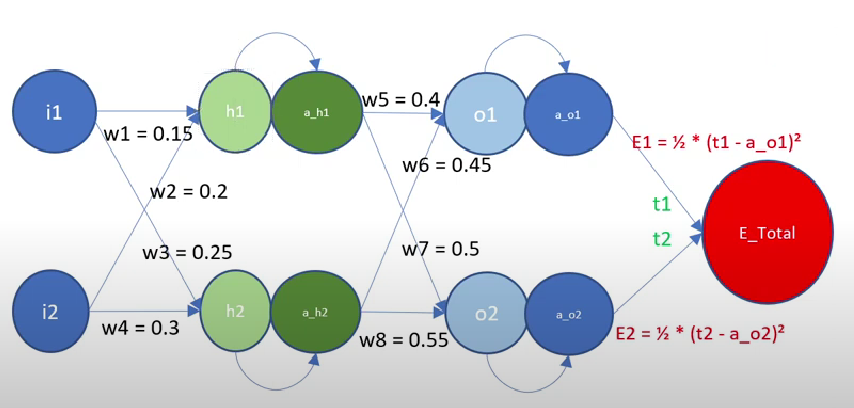 i1
h1
a_h1
w5 = 0.4
o1
a_o1
E1 = ½ * (t1 - a_o1)²
w1 = 0.15
w6 = 0.45
w2 = 0.2
t1
E_Total
t2
w3 = 0.25
w7 = 0.5
i2
h2
a_h2
o2
a_o2
w4 = 0.3
w8 = 0.55
E2 = ½ * (t2 - a_o2)²